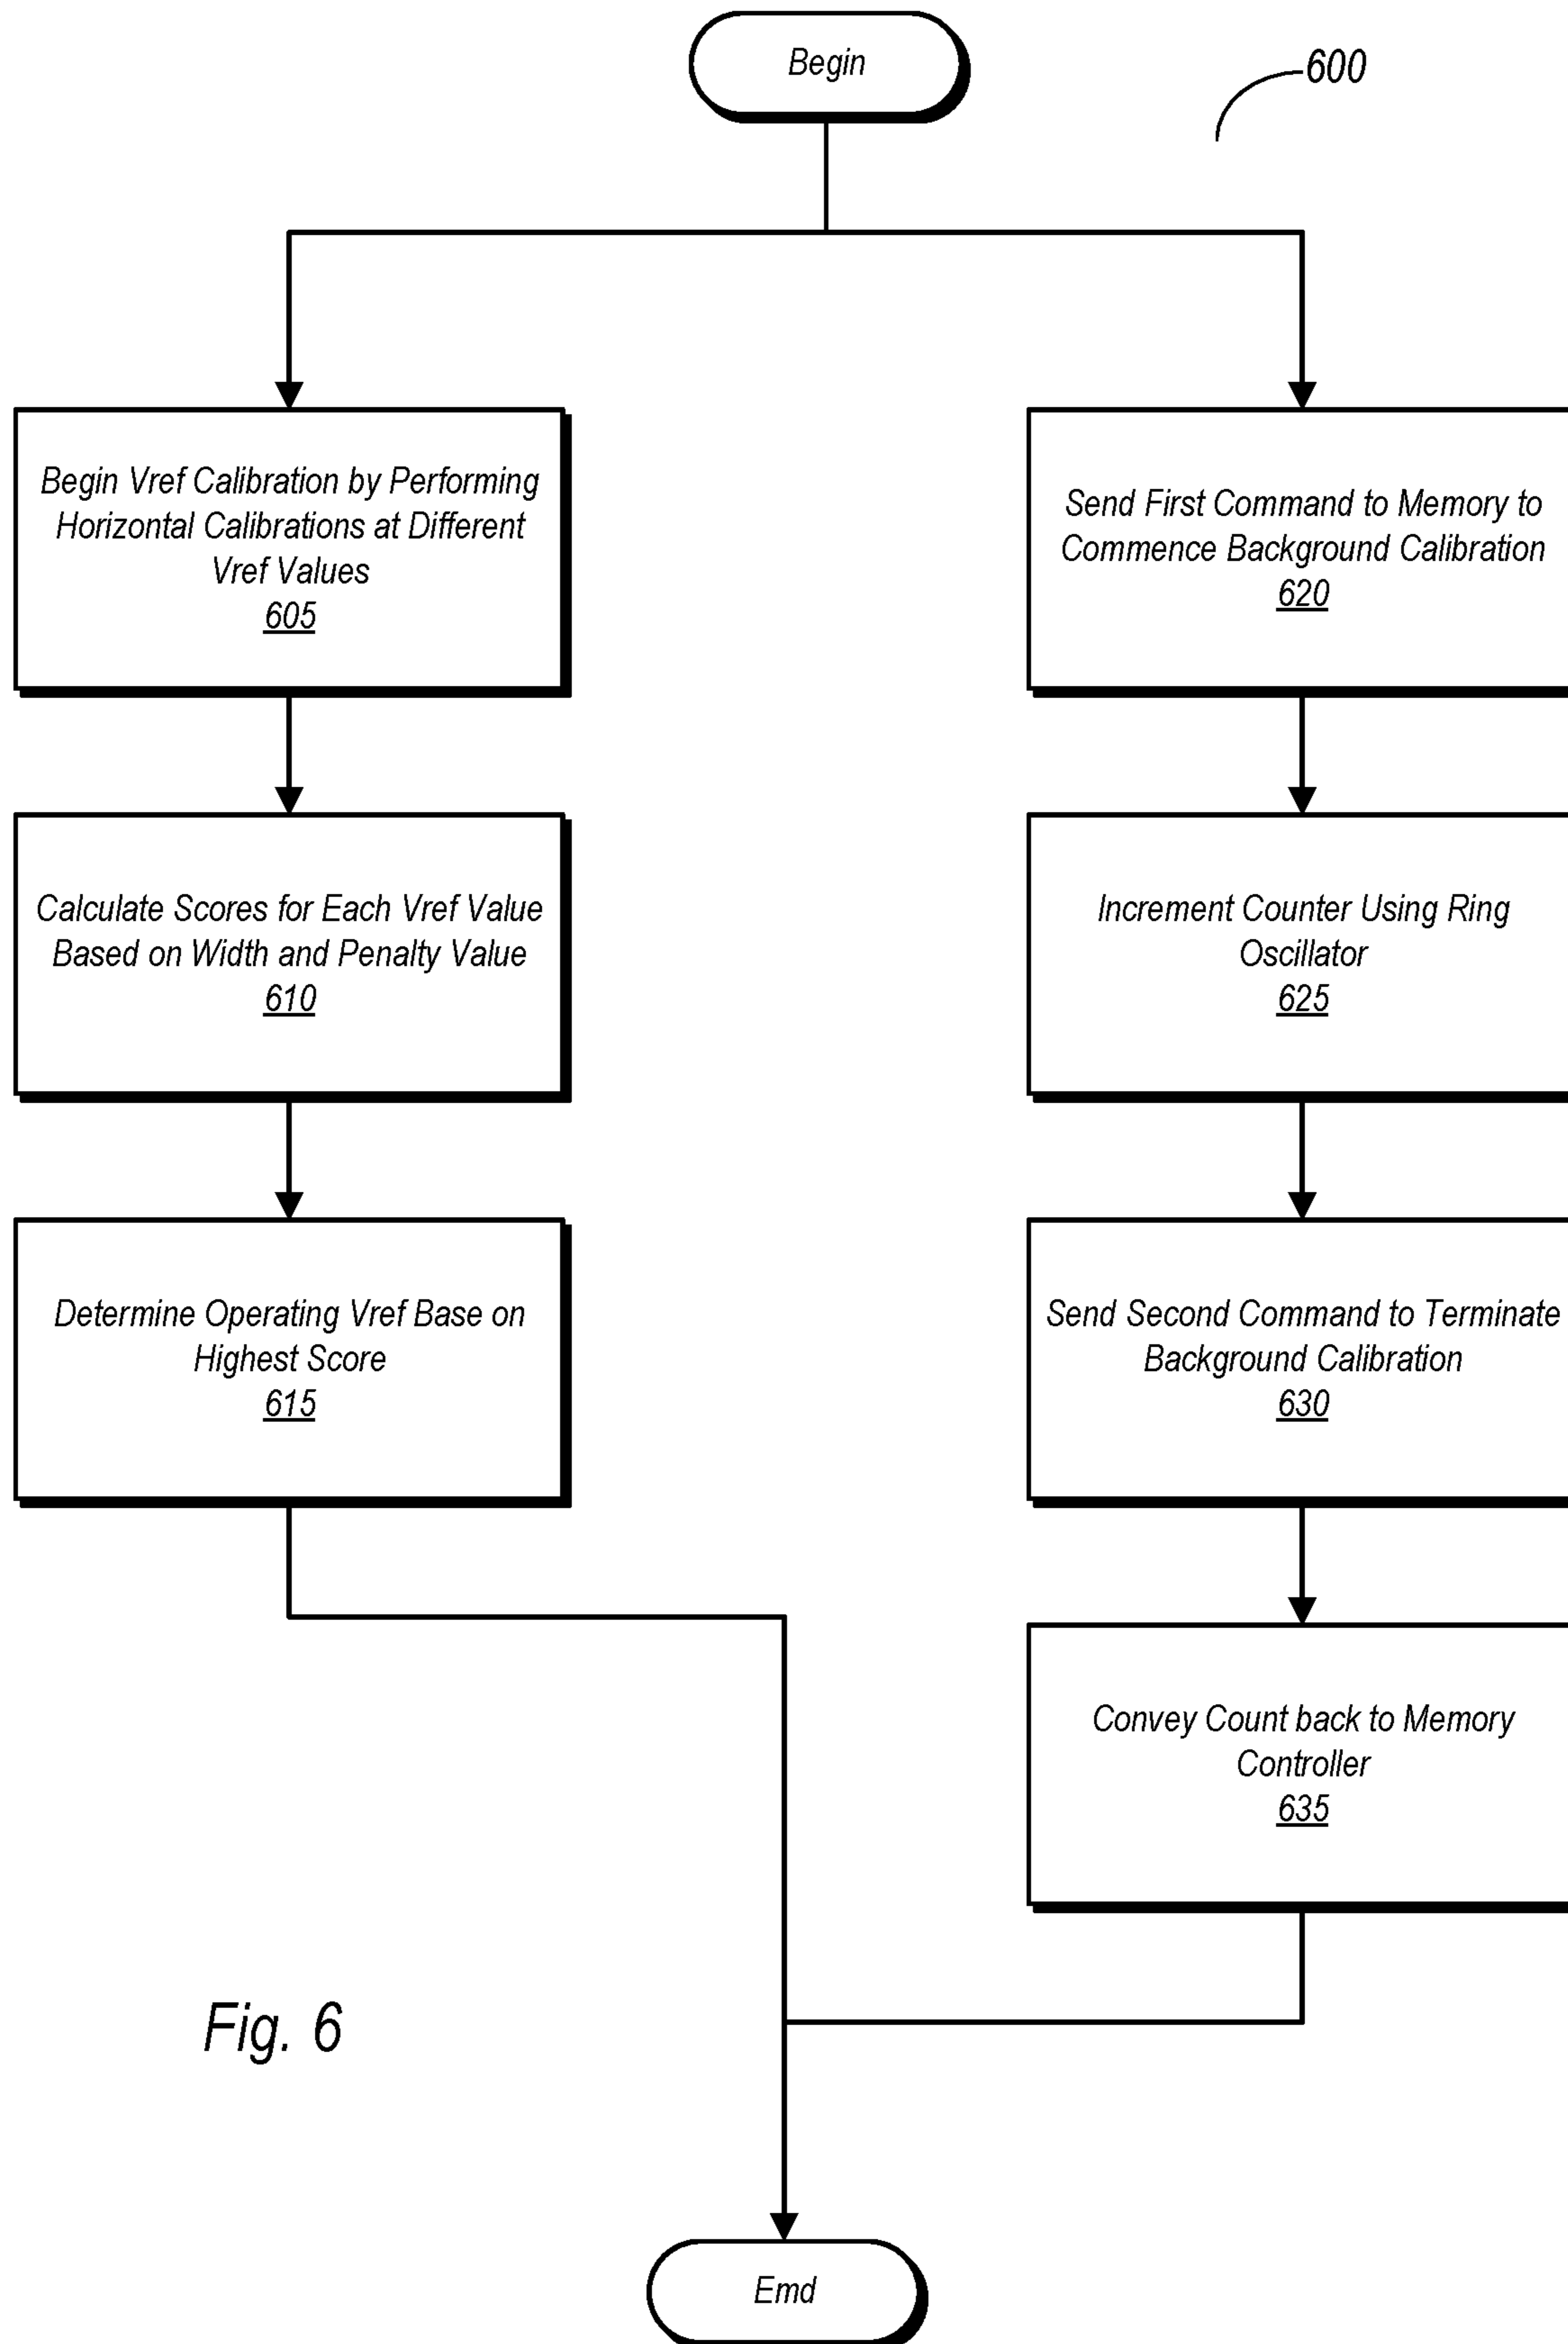 Begin
600
Begin Vref Calibration by Performing
Horizontal Calibrations at Different
Vref Values
605
Calculate Scores for Each Vref Value
Based on Width and Penalty Value
610
Determine Operating Vref Base on
Highest Score
615
Send First Command to Memory to
Commence Background Calibration
620
Increment Counter Using Ring
Oscillator
625
Send Second Command to Terminate
Background Calibration
630
Convey Count back to Memory
Controller
635
Fig. 6
Emd